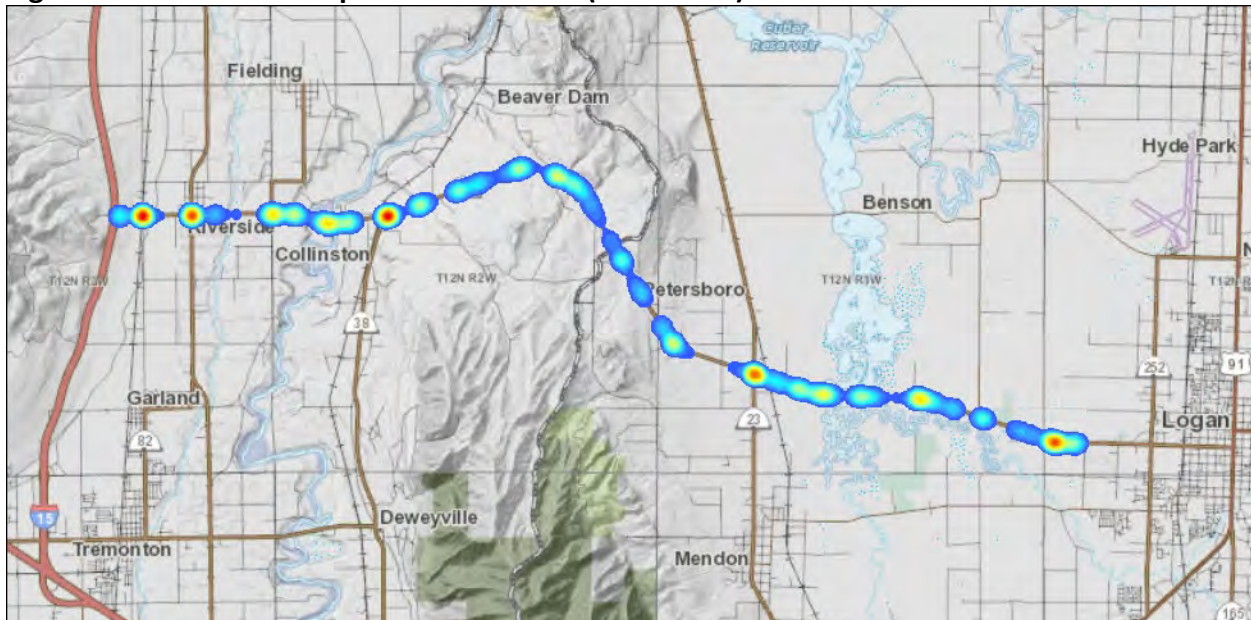 Cutler
Reservoir
Fielding
Beaver Dam
Hyde Park
Benson
Riverside
Collinston
T12N R3W
T12N R2W
Petersboro
T12N R1W
38
252
91
Garland
82
23
Logan
15
Deweyville
Tremonton
Mendon
165